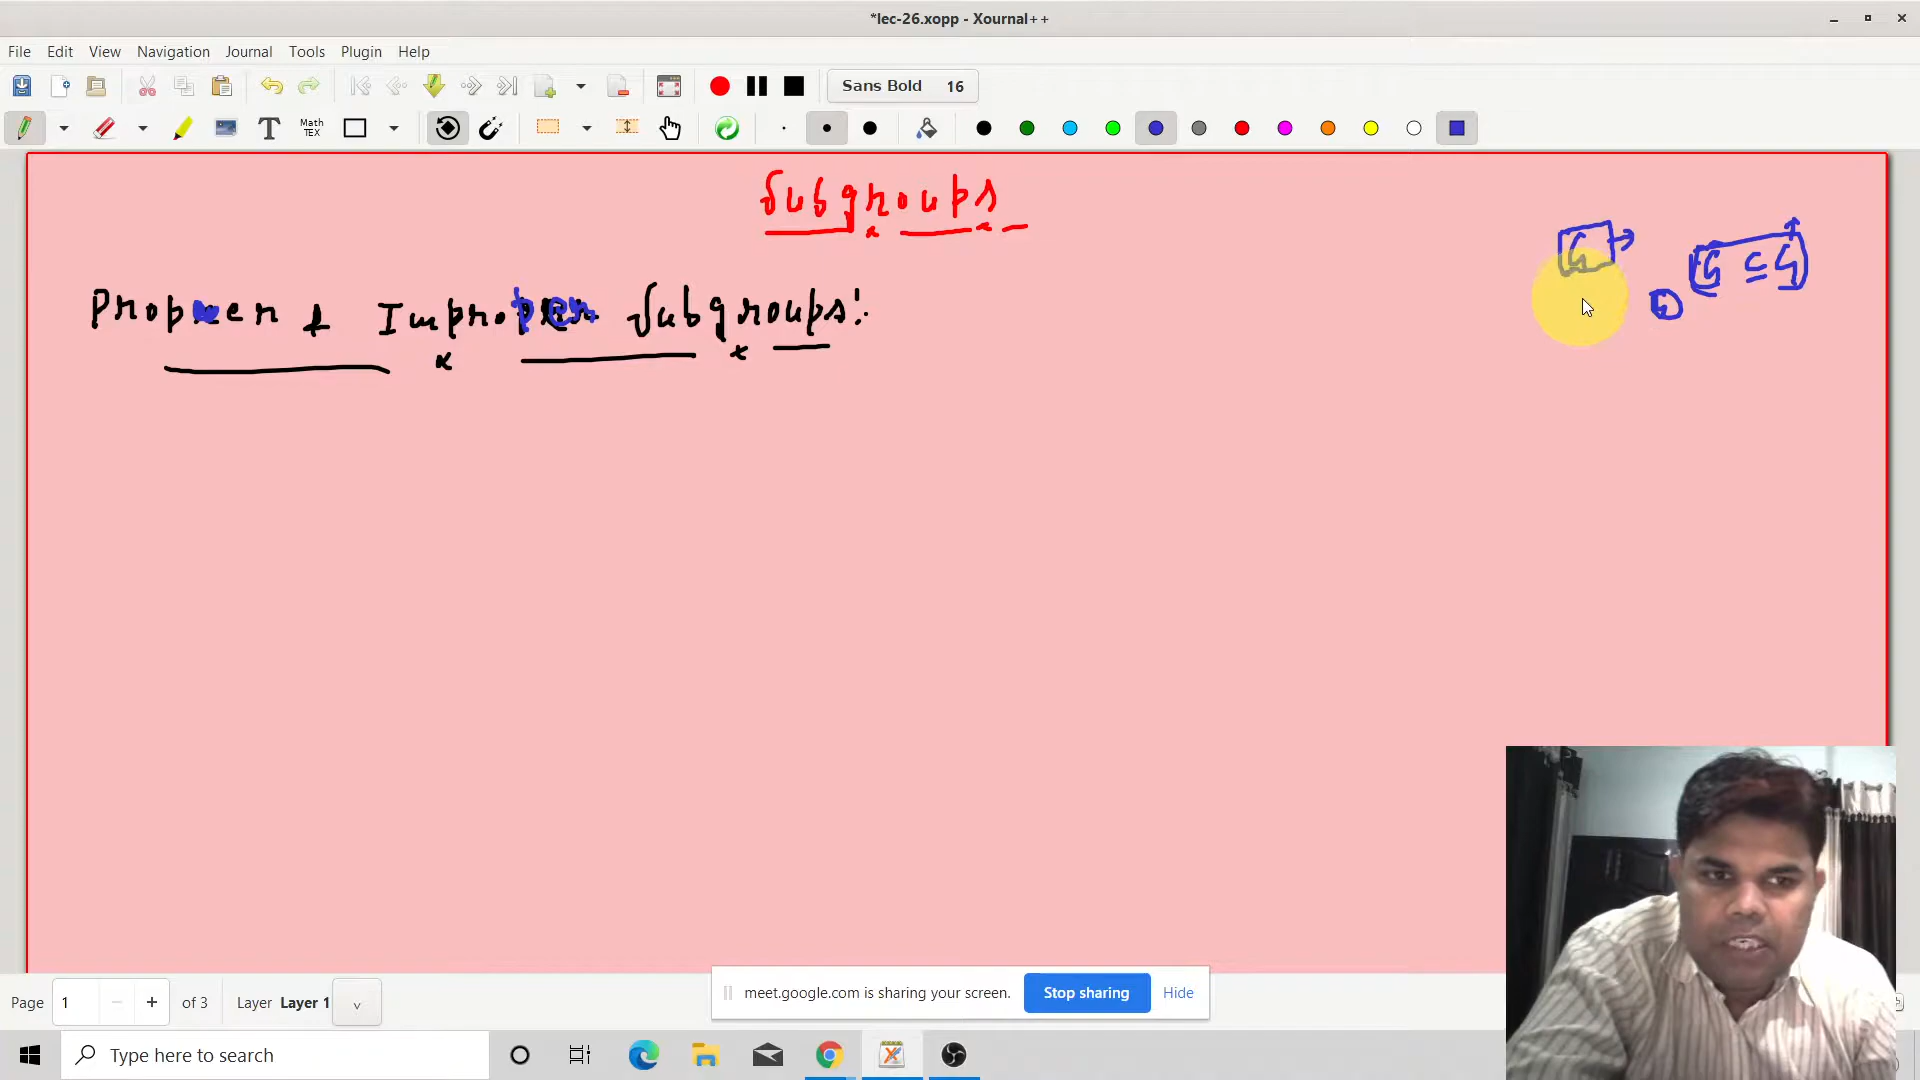 *lec-26.xopp - Xournal++
File Edit View Navigation Journal Tools Plugin Help
Sans Bold 16
Math
TEX
Subgroups
G
G ⊆ G
Proper & Improper Subgroups:
meet.google.com is sharing your screen. Stop sharing Hide
Page 1 of 3 Layer Layer 1
Type here to search